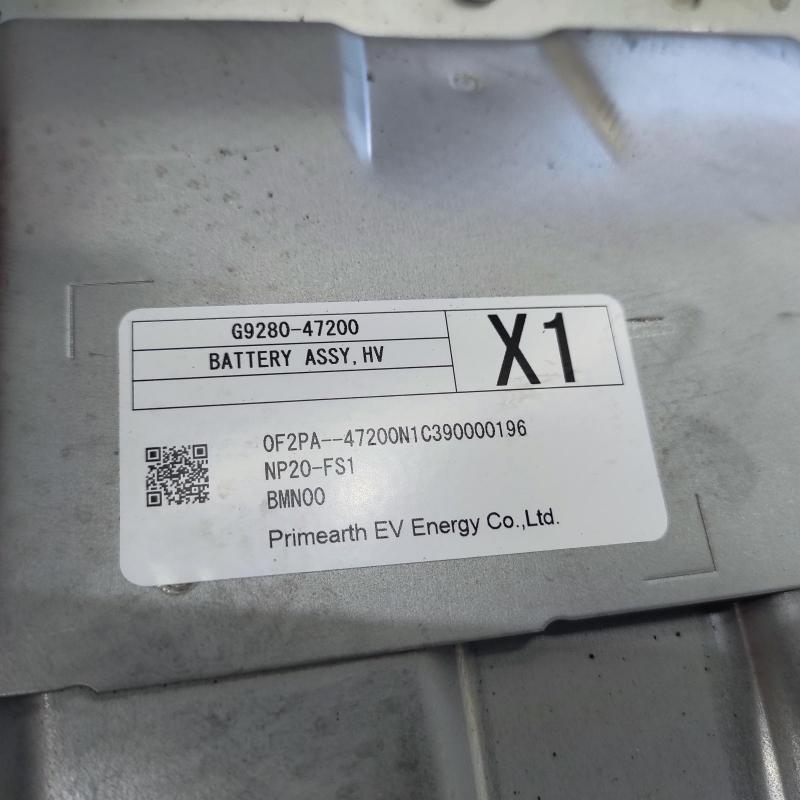 G9280-47200
BATTERY ASSY, HV
X1
0F2PA--47200N1C390000196
NP20-FS1
BMN00
Primearth EV Energy Co.,Ltd.